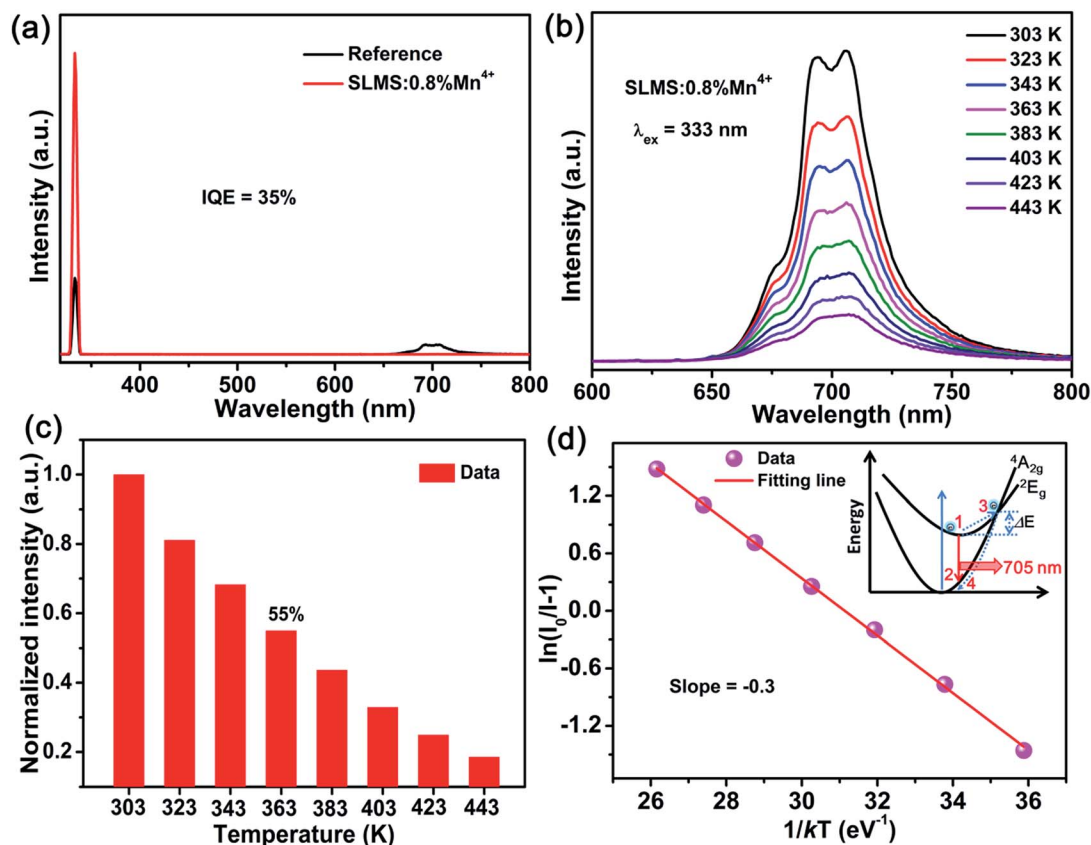 (a)
Intensity (a.u.)
Reference
SLMS:0.8%Mn⁴⁺
IQE = 35%
400 500 600 700 800
Wavelength (nm)
(b)
Intensity (a.u.)
SLMS:0.8%Mn⁴⁺
λex = 333 nm
303 K
323 K
343 K
363 K
383 K
403 K
423 K
443 K
600 650 700 750 800
Wavelength (nm)
(c)
Normalized intensity (a.u.)
1.0
0.8
0.6
0.4
0.2
Data
55%
303 323 343 363 383 403 423 443
Temperature (K)
(d)
ln(I₀/I-1)
1.2
0.6
0.0
-0.6
-1.2
Data
Fitting line
Slope = -0.3
Energy
⁴A₂g
²Eg
e
1
3
e
ΔE
2
4
705 nm
26 28 30 32 34 36
1/kT (eV⁻¹)